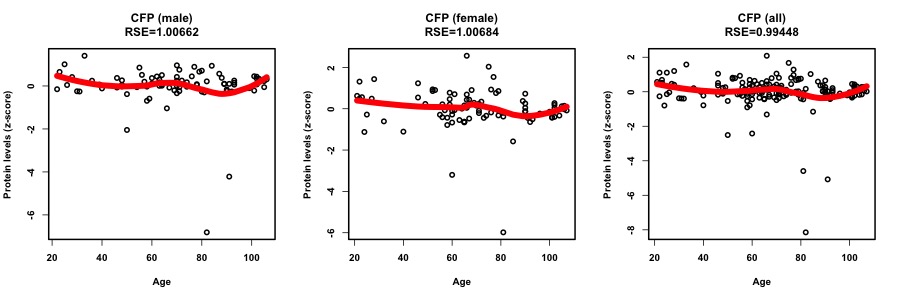 CFP (male)
RSE=1.00662
Protein levels (z-score)
0
-2
-4
-6
20 40 60 80 100
Age
CFP (female)
RSE=1.00684
Protein levels (z-score)
2
0
-2
-4
-6
20 40 60 80 100
Age
CFP (all)
RSE=0.99448
Protein levels (z-score)
2
0
-2
-4
-6
-8
20 40 60 80 100
Age